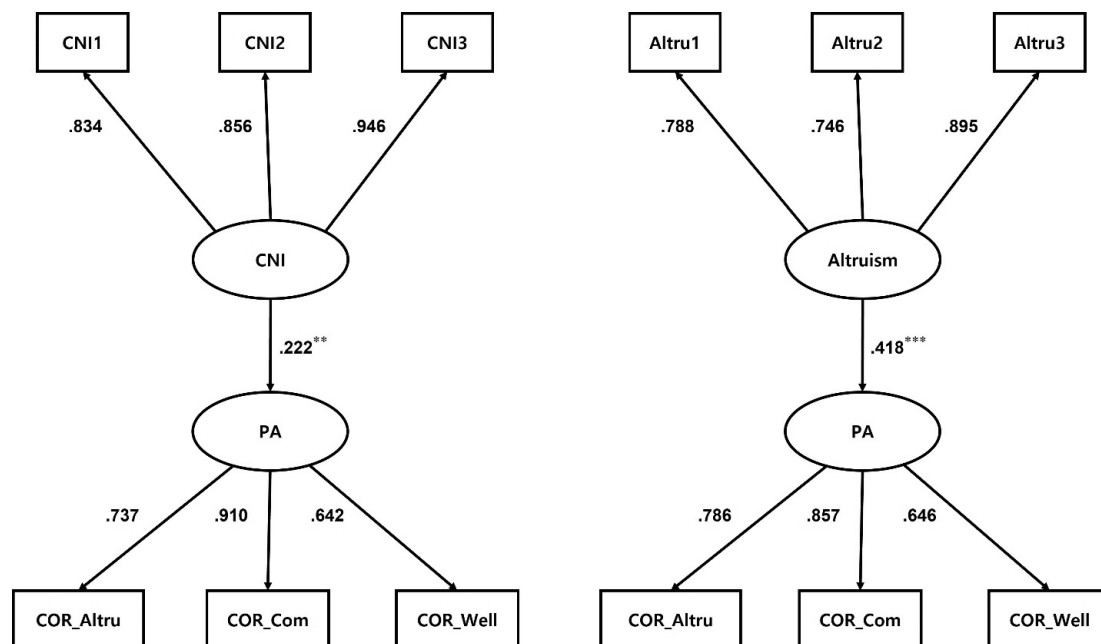 CNI1 CNI2 CNI3 Altru1 Altru2 Altru3
.834 .856 .946 .788 .746 .895
CNI Altruism
.222** .418***
PA PA
.737 .910 .642 .786 .857 .646
COR_Altru COR_Com COR_Well COR_Altru COR_Com COR_Well